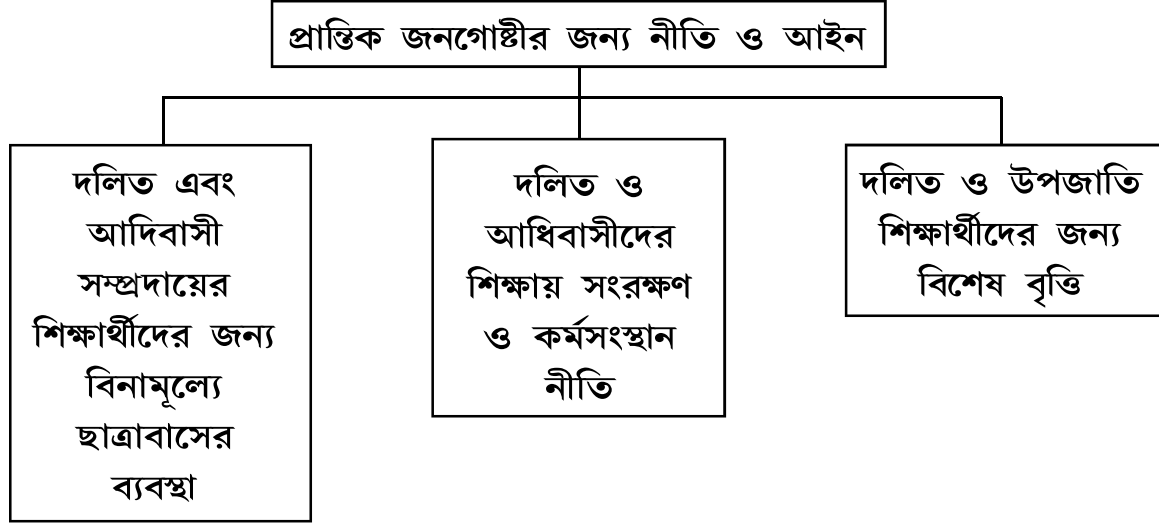 প্রান্তিক জনগোষ্টীর জন্য নীতি ও আইন
দলিত এবং
আদিবাসী
সম্প্রদায়ের
শিক্ষার্থীদের জন্য
বিনামূল্যে
ছাত্রাবাসের
ব্যবস্থা
দলিত ও
আধিবাসীদের
শিক্ষায় সংরক্ষণ
ও কর্মসংস্থান
নীতি
দলিত ও উপজাতি
শিক্ষার্থীদের জন্য
বিশেষ বৃত্তি